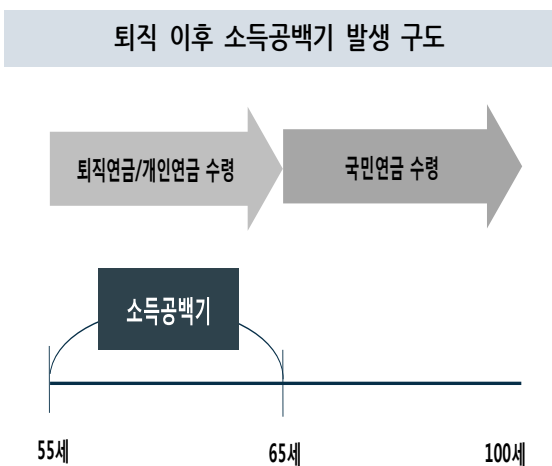 퇴직 이후 소득공백기 발생 구도
퇴직연금/개인연금 수령
국민연금 수령
소득공백기
55세
65세
100세